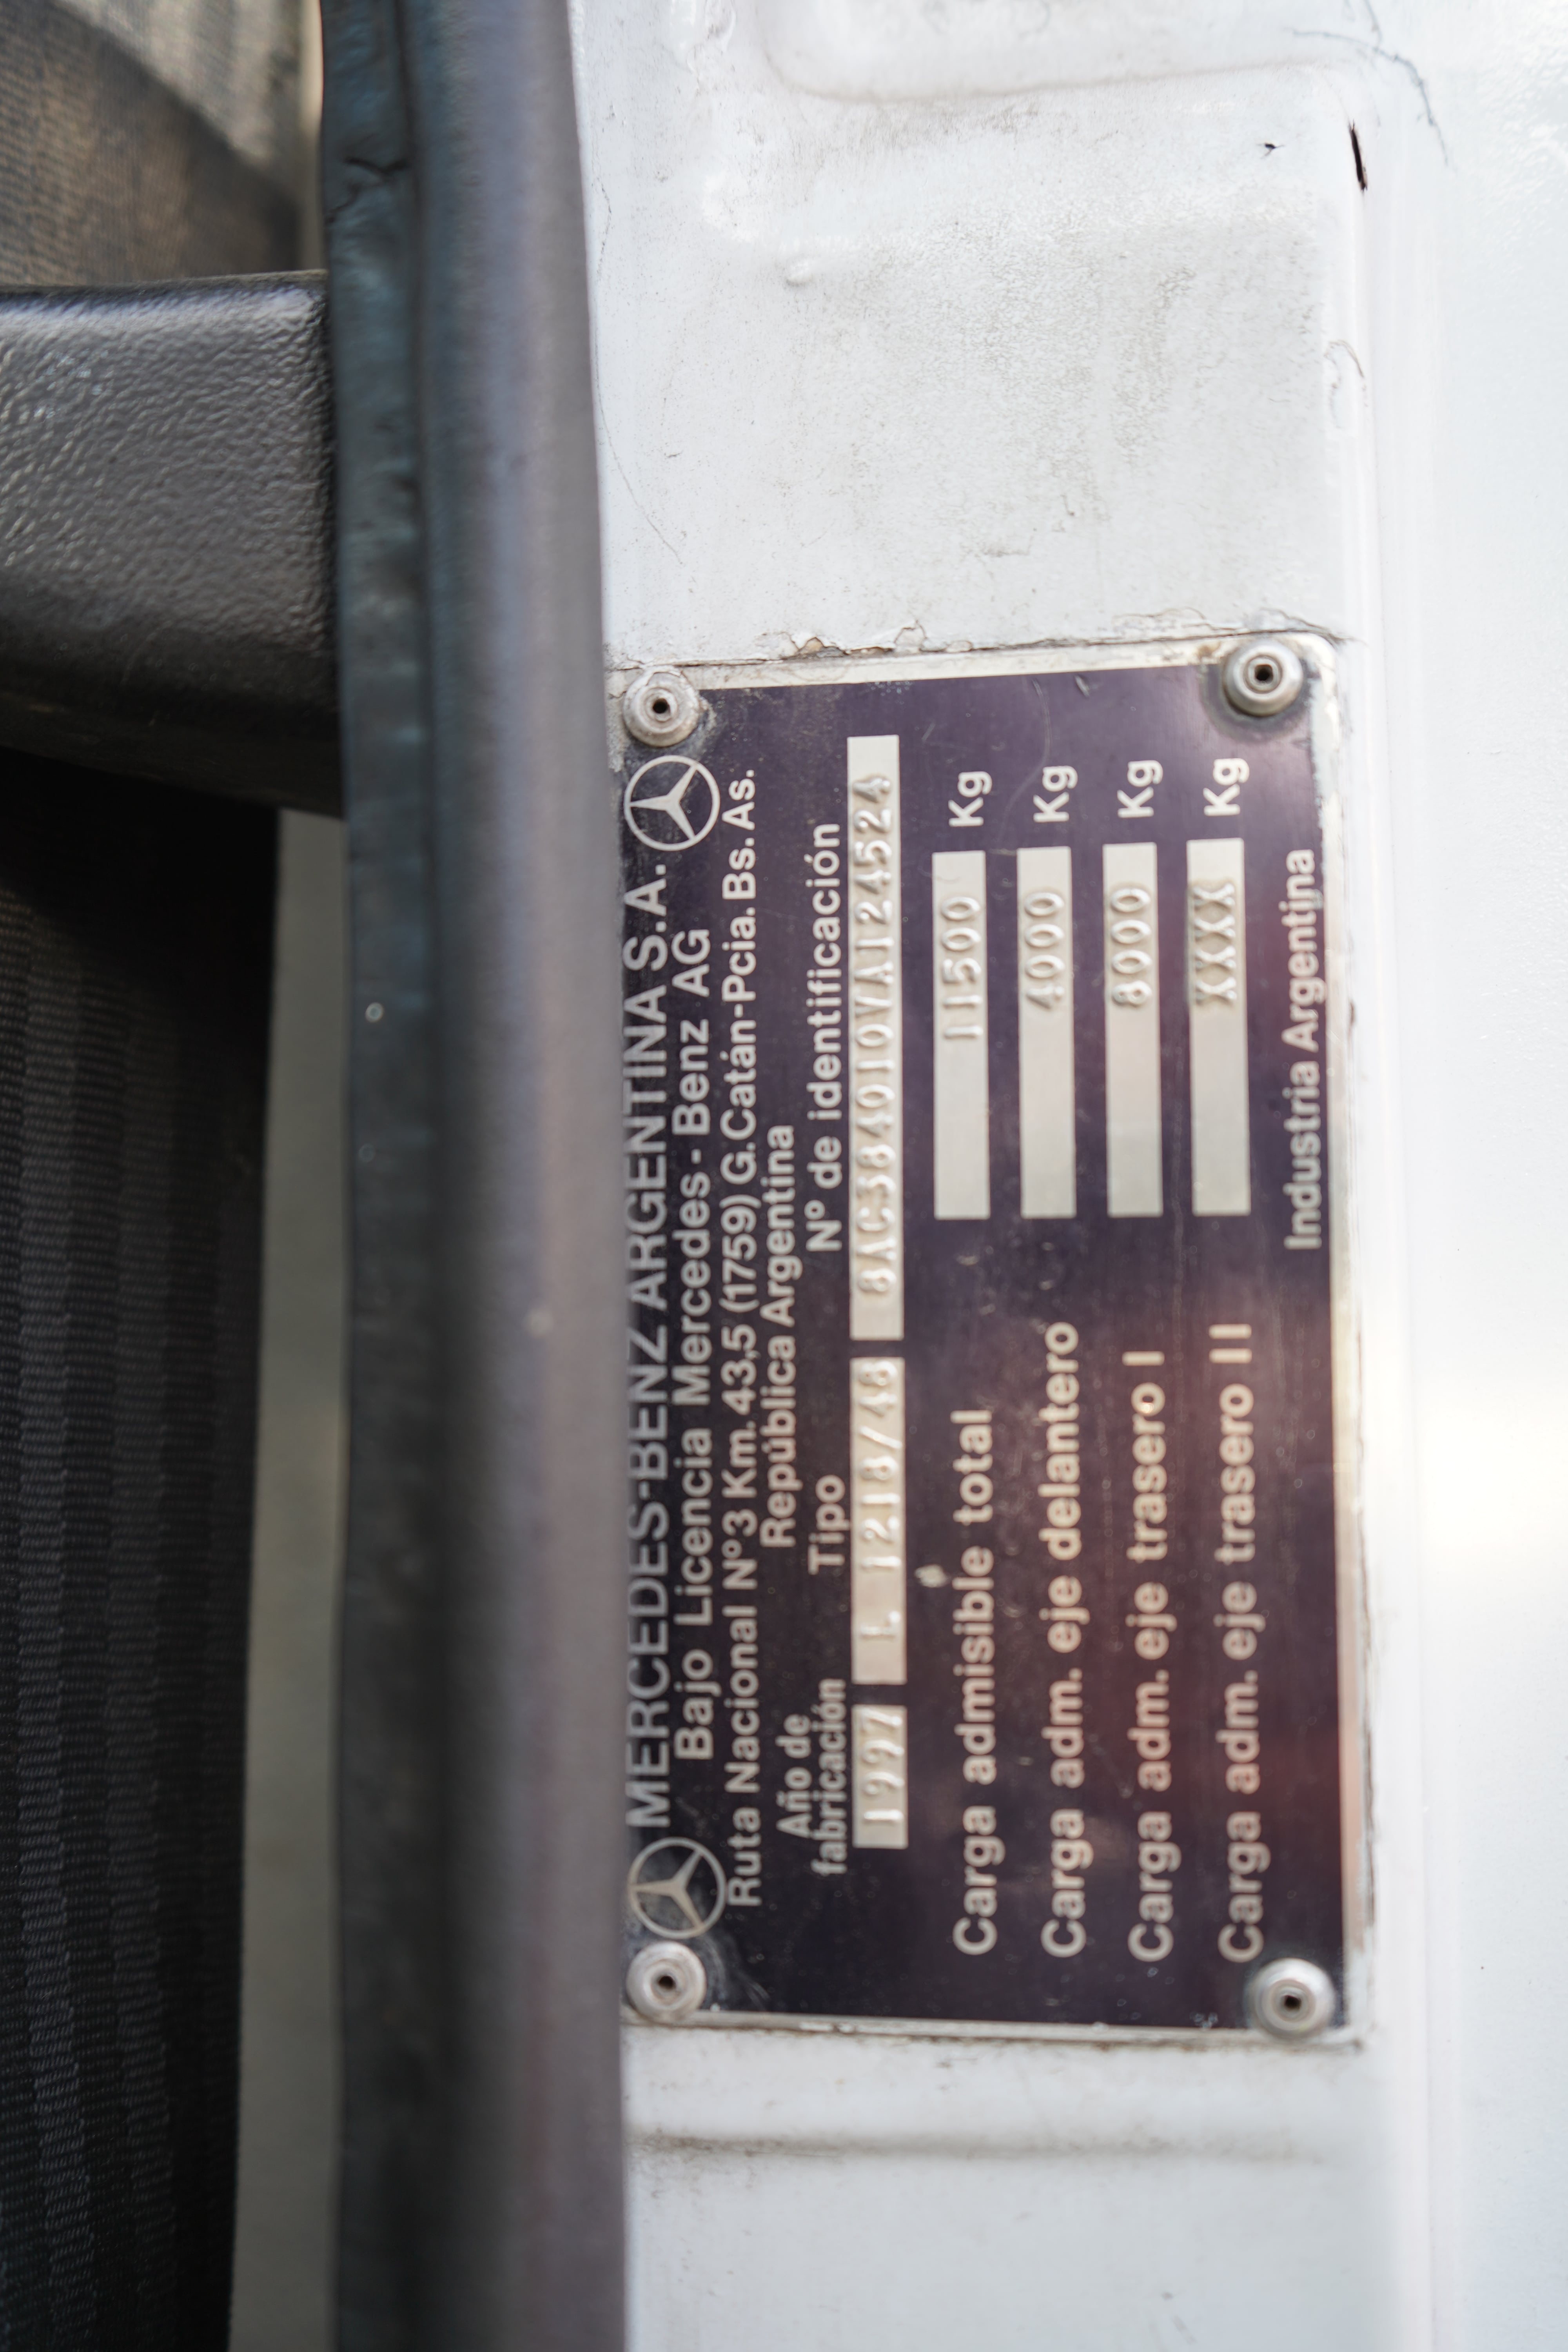 MERCEDES-BENZ ARGENTINA S.A.
Bajo Licencia Mercedes-Benz AG
Ruta Nacional Nº3 Km. 43,5 (1759) G.Catán-Pcia. Bs. As.
República Argentina
Año de fabricación Tipo Nº de identificación
1997 L 1218/48 8AC384010VA124524
Carga admisible total 11500 Kg
Carga adm. eje delantero 4000 Kg
Carga adm. eje trasero I 8000 Kg
Carga adm. eje trasero II XXXX Kg
Industria Argentina